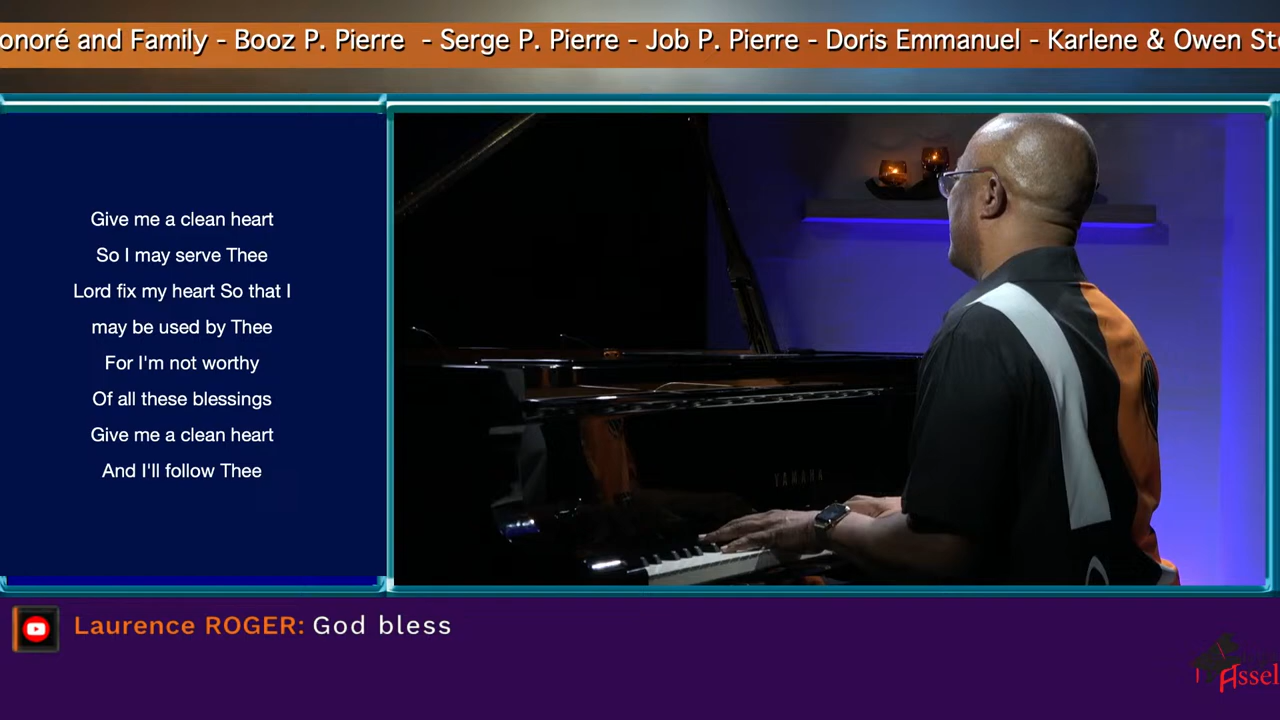 onoré and Family - Booz P. Pierre - Serge P. Pierre - Job P. Pierre - Doris Emmanuel - Karlene & Owen Ste
Give me a clean heart
So I may serve Thee
Lord fix my heart So that I
may be used by Thee
For I'm not worthy
Of all these blessings
Give me a clean heart
And I'll follow Thee
YAMAHA
Laurence ROGER: God bless
Assel